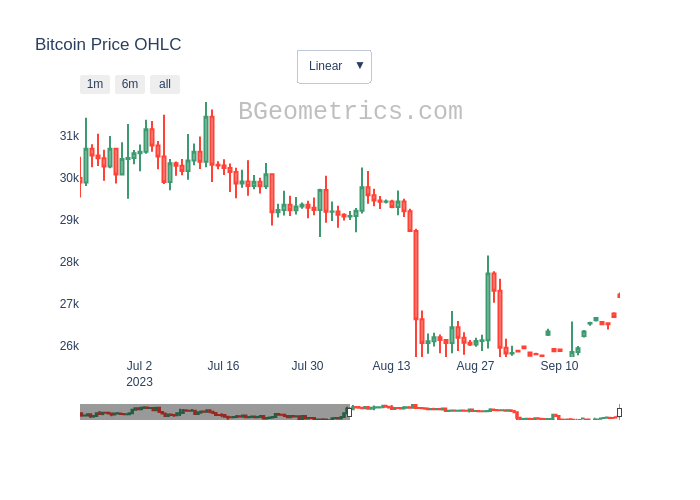 Bitcoin Price OHLC
Linear ▼
1m 6m all
BGeometrics.com
31k
30k
29k
28k
27k
26k
Jul 2 Jul 16 Jul 30 Aug 13 Aug 27 Sep 10
2023